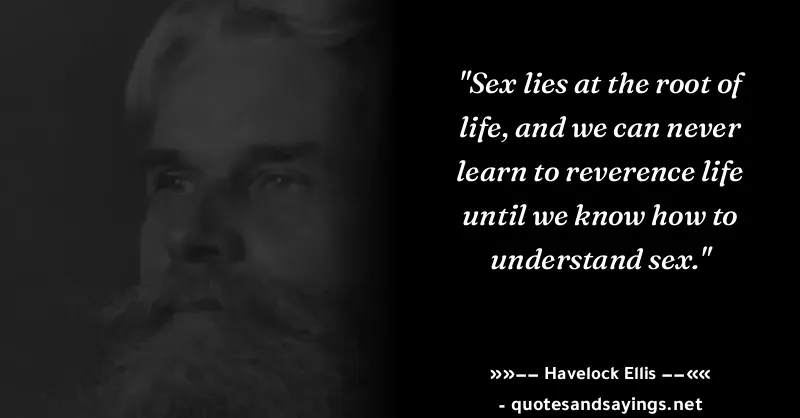 "Sex lies at the root of
life, and we can never
learn to reverence life
until we know how to
understand sex."
»»−− Havelock Ellis −−««
- quotesandsayings.net